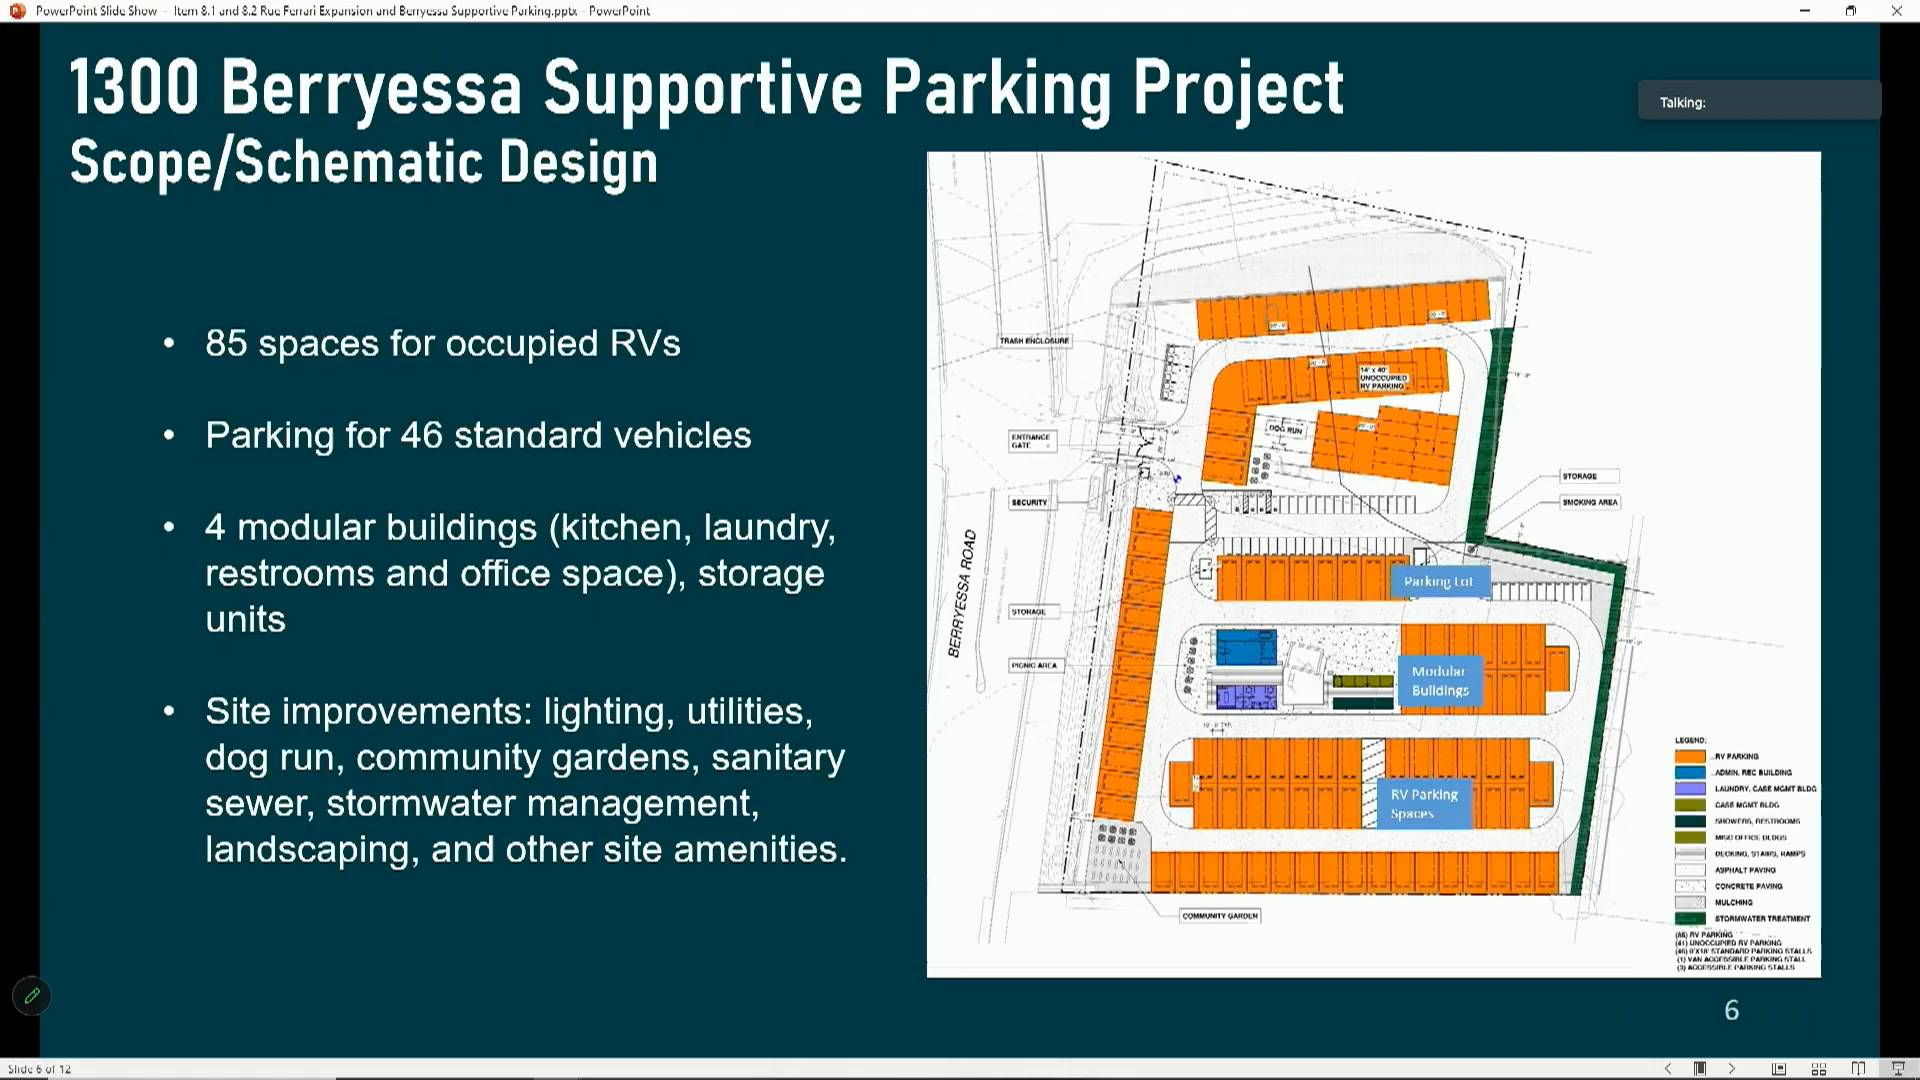 PowerPoint Slide Show - Item 8.1 and 8.2 Rue Ferrari Expansion and Berryessa Supportive Parking.pptx - PowerPoint
1300 Berryessa Supportive Parking Project
Scope/Schematic Design
Talking:
• 85 spaces for occupied RVs
• Parking for 46 standard vehicles
• 4 modular buildings (kitchen, laundry,
restrooms and office space), storage
units
• Site improvements: lighting, utilities,
dog run, community gardens, sanitary
sewer, stormwater management,
landscaping, and other site amenities.
TRASH ENCLOSURE
14' x 40'
UNOCCUPIED
RV PARKING
DOG RUN
ENTRANCE
GATE
SECURITY
STORAGE
SMOKING AREA
BERRYESSA ROAD
Parking Lot
STORAGE
PICNIC AREA
Modular
Buildings
RV Parking
Spaces
COMMUNITY GARDEN
LEGEND:
RV PARKING
ADMIN, REC BUILDING
LAUNDRY, CASE MGMT BLDG
CASE MGMT BLDG
SHOWERS, RESTROOMS
MISC OFFICE BLDGS
DECKING, STAIRS, RAMPS
ASPHALT PAVING
CONCRETE PAVING
MULCHING
STORMWATER TREATMENT
(85) RV PARKING
(41) UNOCCUPIED RV PARKING
(46) 9'X18' STANDARD PARKING STALLS
(1) VAN ACCESSIBLE PARKING STALL
(3) ACCESSIBLE PARKING STALLS
6
Slide 6 of 12